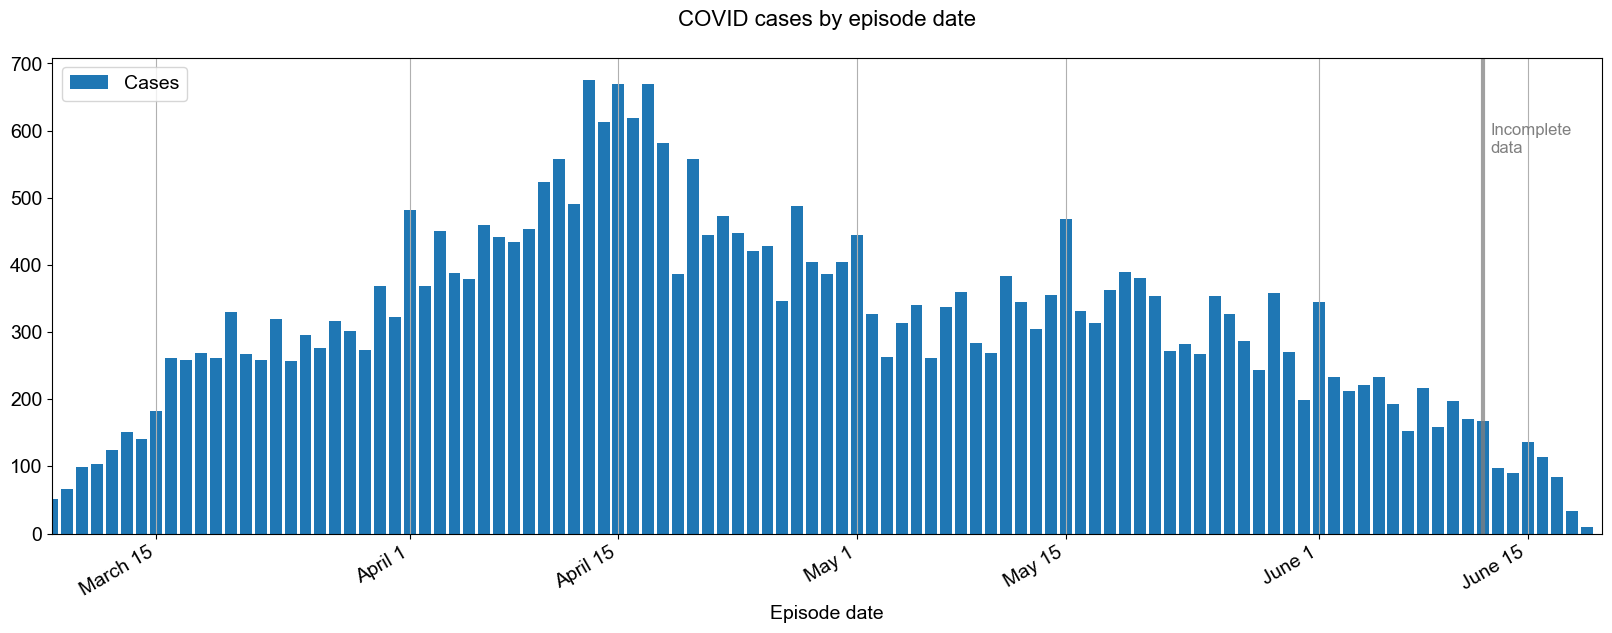 COVID cases by episode date
700
600
500
400
300
200
100
0
Cases
Incomplete
data
March 15
April 1
April 15
May 1
May 15
June 1
June 15
Episode date